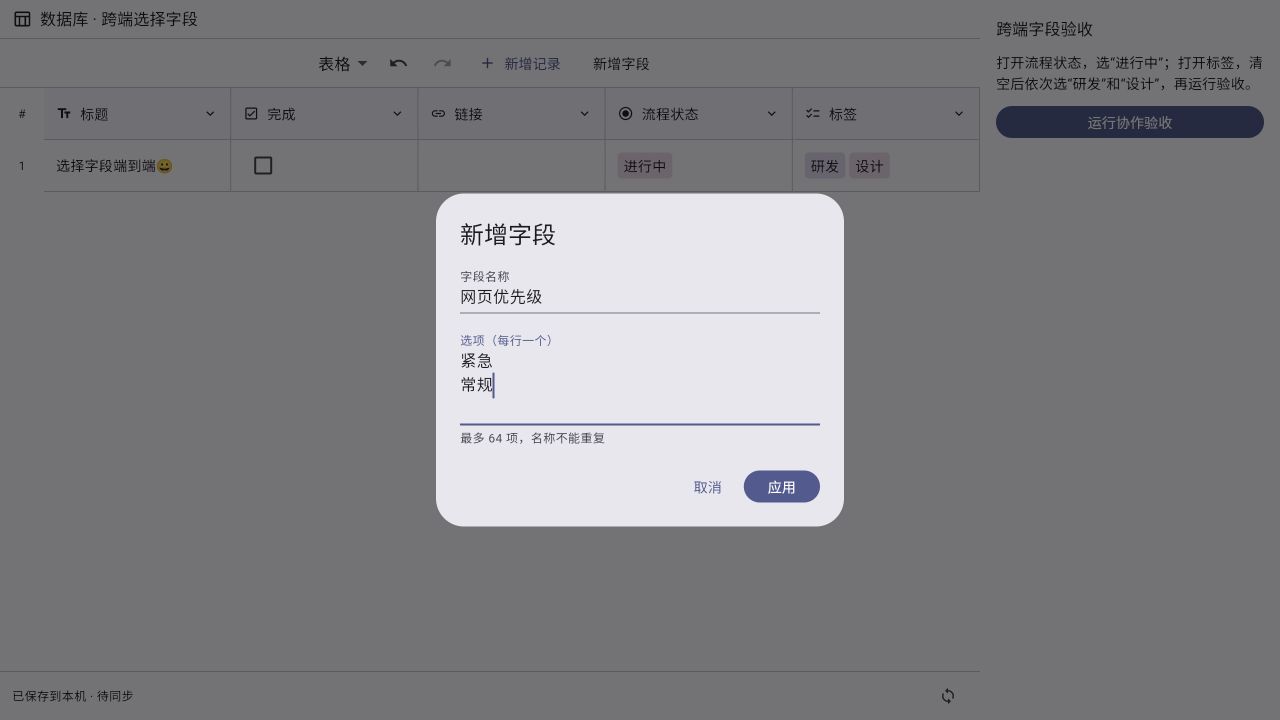 数据库 · 跨端选择字段
表格
新增记录
新增字段
# 标题 完成 链接 流程状态 标签
1 选择字段端到端😀 进行中 研发 设计
新增字段
字段名称
网页优先级
选项（每行一个）
紧急
常规
最多 64 项，名称不能重复
取消 应用
已保存到本机 · 待同步
跨端字段验收
打开流程状态，选“进行中”；打开标签，清
空后依次选“研发”和“设计”，再运行验收。
运行协作验收